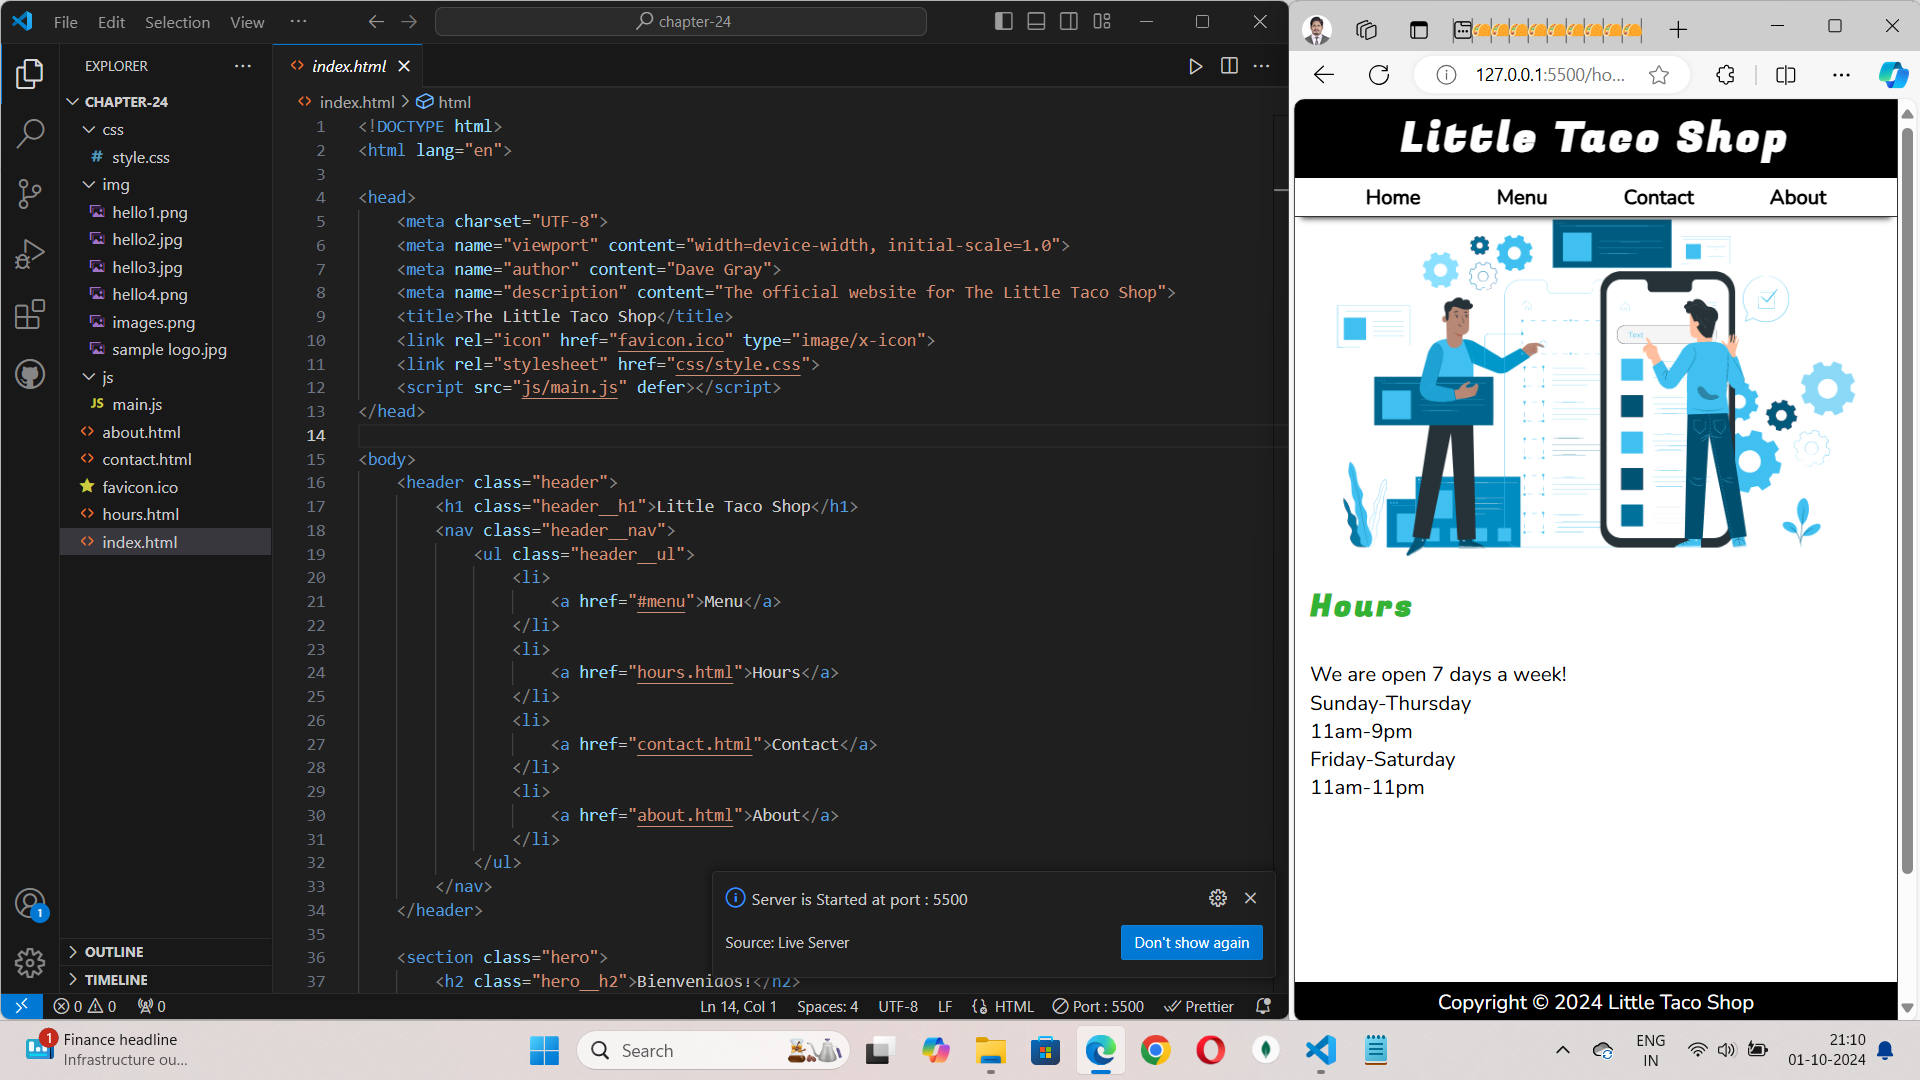 File Edit Selection View ...
chapter-24
EXPLORER
CHAPTER-24
css
# style.css
img
hello1.png
hello2.jpg
hello3.jpg
hello4.png
images.png
sample logo.jpg
js
JS main.js
about.html
contact.html
favicon.ico
hours.html
index.html
OUTLINE
TIMELINE
1
index.html
index.html > html
1 <!DOCTYPE html>
2 <html lang="en">
3
4 <head>
5 <meta charset="UTF-8">
6 <meta name="viewport" content="width=device-width, initial-scale=1.0">
7 <meta name="author" content="Dave Gray">
8 <meta name="description" content="The official website for The Little Taco Shop">
9 <title>The Little Taco Shop</title>
10 <link rel="icon" href="favicon.ico" type="image/x-icon">
11 <link rel="stylesheet" href="css/style.css">
12 <script src="js/main.js" defer></script>
13 </head>
14
15 <body>
16 <header class="header">
17 <h1 class="header__h1">Little Taco Shop</h1>
18 <nav class="header__nav">
19 <ul class="header__ul">
20 <li>
21 <a href="#menu">Menu</a>
22 </li>
23 <li>
24 <a href="hours.html">Hours</a>
25 </li>
26 <li>
27 <a href="contact.html">Contact</a>
28 </li>
29 <li>
30 <a href="about.html">About</a>
31 </li>
32 </ul>
33 </nav>
34 </header>
35
36 <section class="hero">
37 <h2 class="hero__h2">Bienvenidos!</h2>
Server is Started at port : 5500
Source: Live Server
Don't show again
0 0 0
Ln 14, Col 1 Spaces: 4 UTF-8 LF HTML Port : 5500 Prettier
127.0.0.1:5500/ho...
Little Taco Shop
Home Menu Contact About
Text
Hours
We are open 7 days a week!
Sunday-Thursday
11am-9pm
Friday-Saturday
11am-11pm
Copyright © 2024 Little Taco Shop
1
Finance headline
Infrastructure ou...
Search
ENG
IN
21:10
01-10-2024